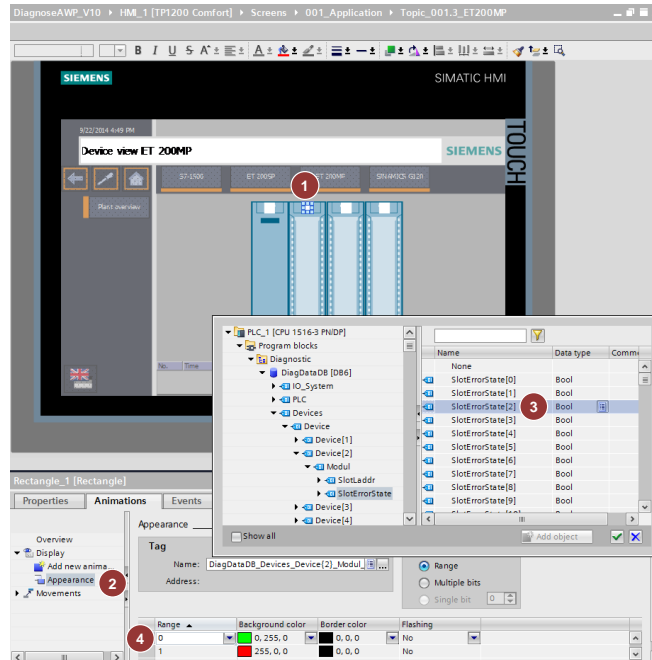 DiagnoseAWP_V10 ▸ HMI_1 [TP1200 Comfort] ▸ Screens ▸ 001_Application ▸ Topic_001.3_ET200MP
B I U S A
SIEMENS
SIMATIC HMI
TOUCH
9/22/2014 4:49 PM
Device view ET 200MP
SIEMENS
S7-1500 ET 200SP ET 200MP SINAMICS G120
1
Plant overview
No. Time
PLC_1 [CPU 1516-3 PN/DP]
Program blocks
Diagnostic
DiagDataDB [DB6]
IO_System
PLC
Devices
Device
Device[1]
Device[2]
Modul
SlotLaddr
SlotErrorState
Device[3]
Device[4]
Name Data type Comme
None
SlotErrorState[0] Bool
SlotErrorState[1] Bool
SlotErrorState[2] 3 Bool
SlotErrorState[3] Bool
SlotErrorState[4] Bool
SlotErrorState[5] Bool
SlotErrorState[6] Bool
SlotErrorState[7] Bool
SlotErrorState[8] Bool
SlotErrorState[9] Bool
Show all
Add object
Rectangle_1 [Rectangle]
Properties Animations Events
Overview
Display
Add new anima...
Appearance
2
Movements
Appearance
Tag
Name: DiagDataDB_Devices_Device{2}_Modul_ ...
Address:
Range
Multiple bits
Single bit 0
Range Background color Border color Flashing
4
0 0, 255, 0 0, 0, 0 No
1 255, 0, 0 0, 0, 0 No